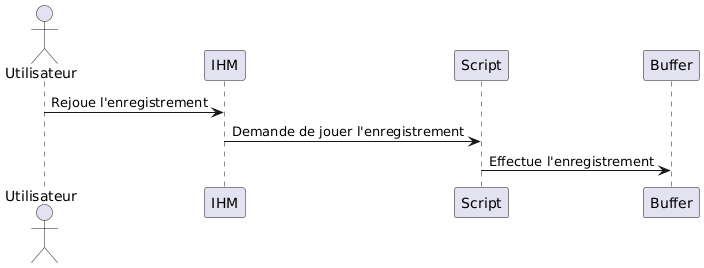 Utilisateur
IHM
Script
Buffer
Rejoue l'enregistrement
Demande de jouer l'enregistrement
Effectue l'enregistrement
Utilisateur
IHM
Script
Buffer